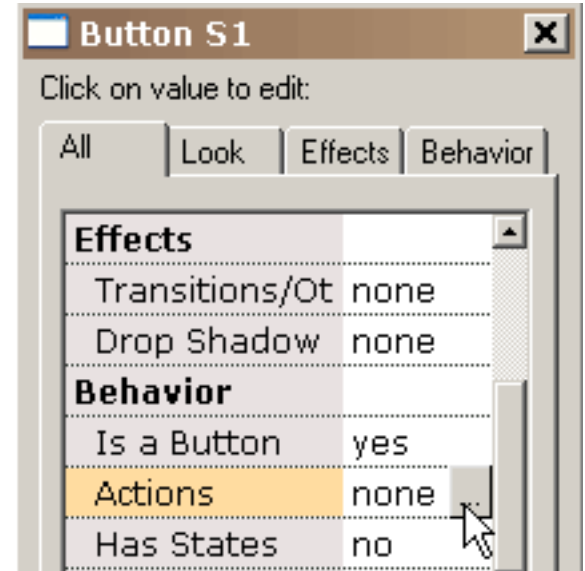 Button S1
Click on value to edit:
All Look Effects Behavior
Effects
Transitions/Ot none
Drop Shadow none
Behavior
Is a Button yes
Actions none ...
Has States no